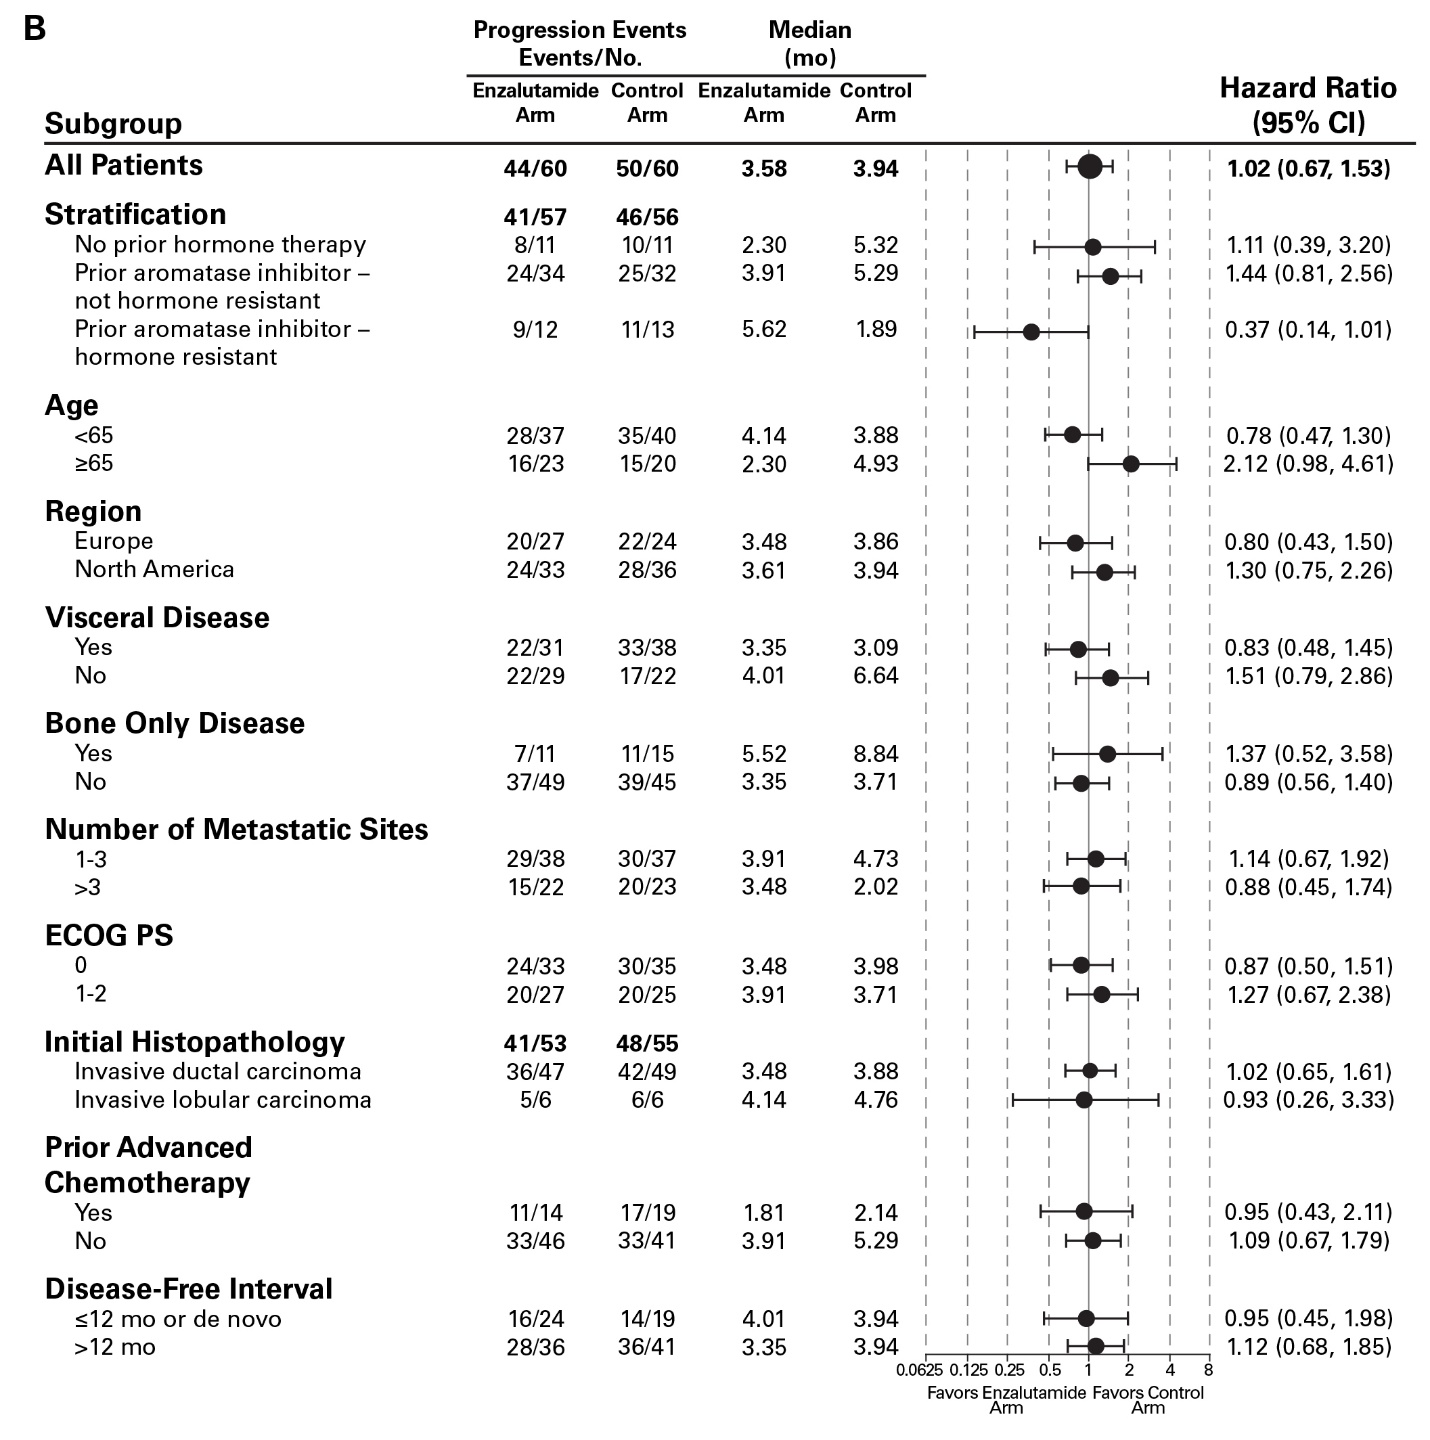 B
Progression Events Median
Events/No. (mo)
Enzalutamide Control Enzalutamide Control Hazard Ratio
Subgroup Arm Arm Arm Arm (95% CI)
All Patients 44/60 50/60 3.58 3.94 1.02 (0.67, 1.53)
Stratification 41/57 46/56
No prior hormone therapy 8/11 10/11 2.30 5.32 1.11 (0.39, 3.20)
Prior aromatase inhibitor – 24/34 25/32 3.91 5.29 1.44 (0.81, 2.56)
not hormone resistant
Prior aromatase inhibitor – 9/12 11/13 5.62 1.89 0.37 (0.14, 1.01)
hormone resistant
Age
<65 28/37 35/40 4.14 3.88 0.78 (0.47, 1.30)
≥65 16/23 15/20 2.30 4.93 2.12 (0.98, 4.61)
Region
Europe 20/27 22/24 3.48 3.86 0.80 (0.43, 1.50)
North America 24/33 28/36 3.61 3.94 1.30 (0.75, 2.26)
Visceral Disease
Yes 22/31 33/38 3.35 3.09 0.83 (0.48, 1.45)
No 22/29 17/22 4.01 6.64 1.51 (0.79, 2.86)
Bone Only Disease
Yes 7/11 11/15 5.52 8.84 1.37 (0.52, 3.58)
No 37/49 39/45 3.35 3.71 0.89 (0.56, 1.40)
Number of Metastatic Sites
1-3 29/38 30/37 3.91 4.73 1.14 (0.67, 1.92)
>3 15/22 20/23 3.48 2.02 0.88 (0.45, 1.74)
ECOG PS
0 24/33 30/35 3.48 3.98 0.87 (0.50, 1.51)
1-2 20/27 20/25 3.91 3.71 1.27 (0.67, 2.38)
Initial Histopathology 41/53 48/55
Invasive ductal carcinoma 36/47 42/49 3.48 3.88 1.02 (0.65, 1.61)
Invasive lobular carcinoma 5/6 6/6 4.14 4.76 0.93 (0.26, 3.33)
Prior Advanced
Chemotherapy
Yes 11/14 17/19 1.81 2.14 0.95 (0.43, 2.11)
No 33/46 33/41 3.91 5.29 1.09 (0.67, 1.79)
Disease-Free Interval
≤12 mo or de novo 16/24 14/19 4.01 3.94 0.95 (0.45, 1.98)
>12 mo 28/36 36/41 3.35 3.94 1.12 (0.68, 1.85)
0.0625 0.125 0.25 0.5 1 2 4 8
Favors Enzalutamide Favors Control
Arm Arm